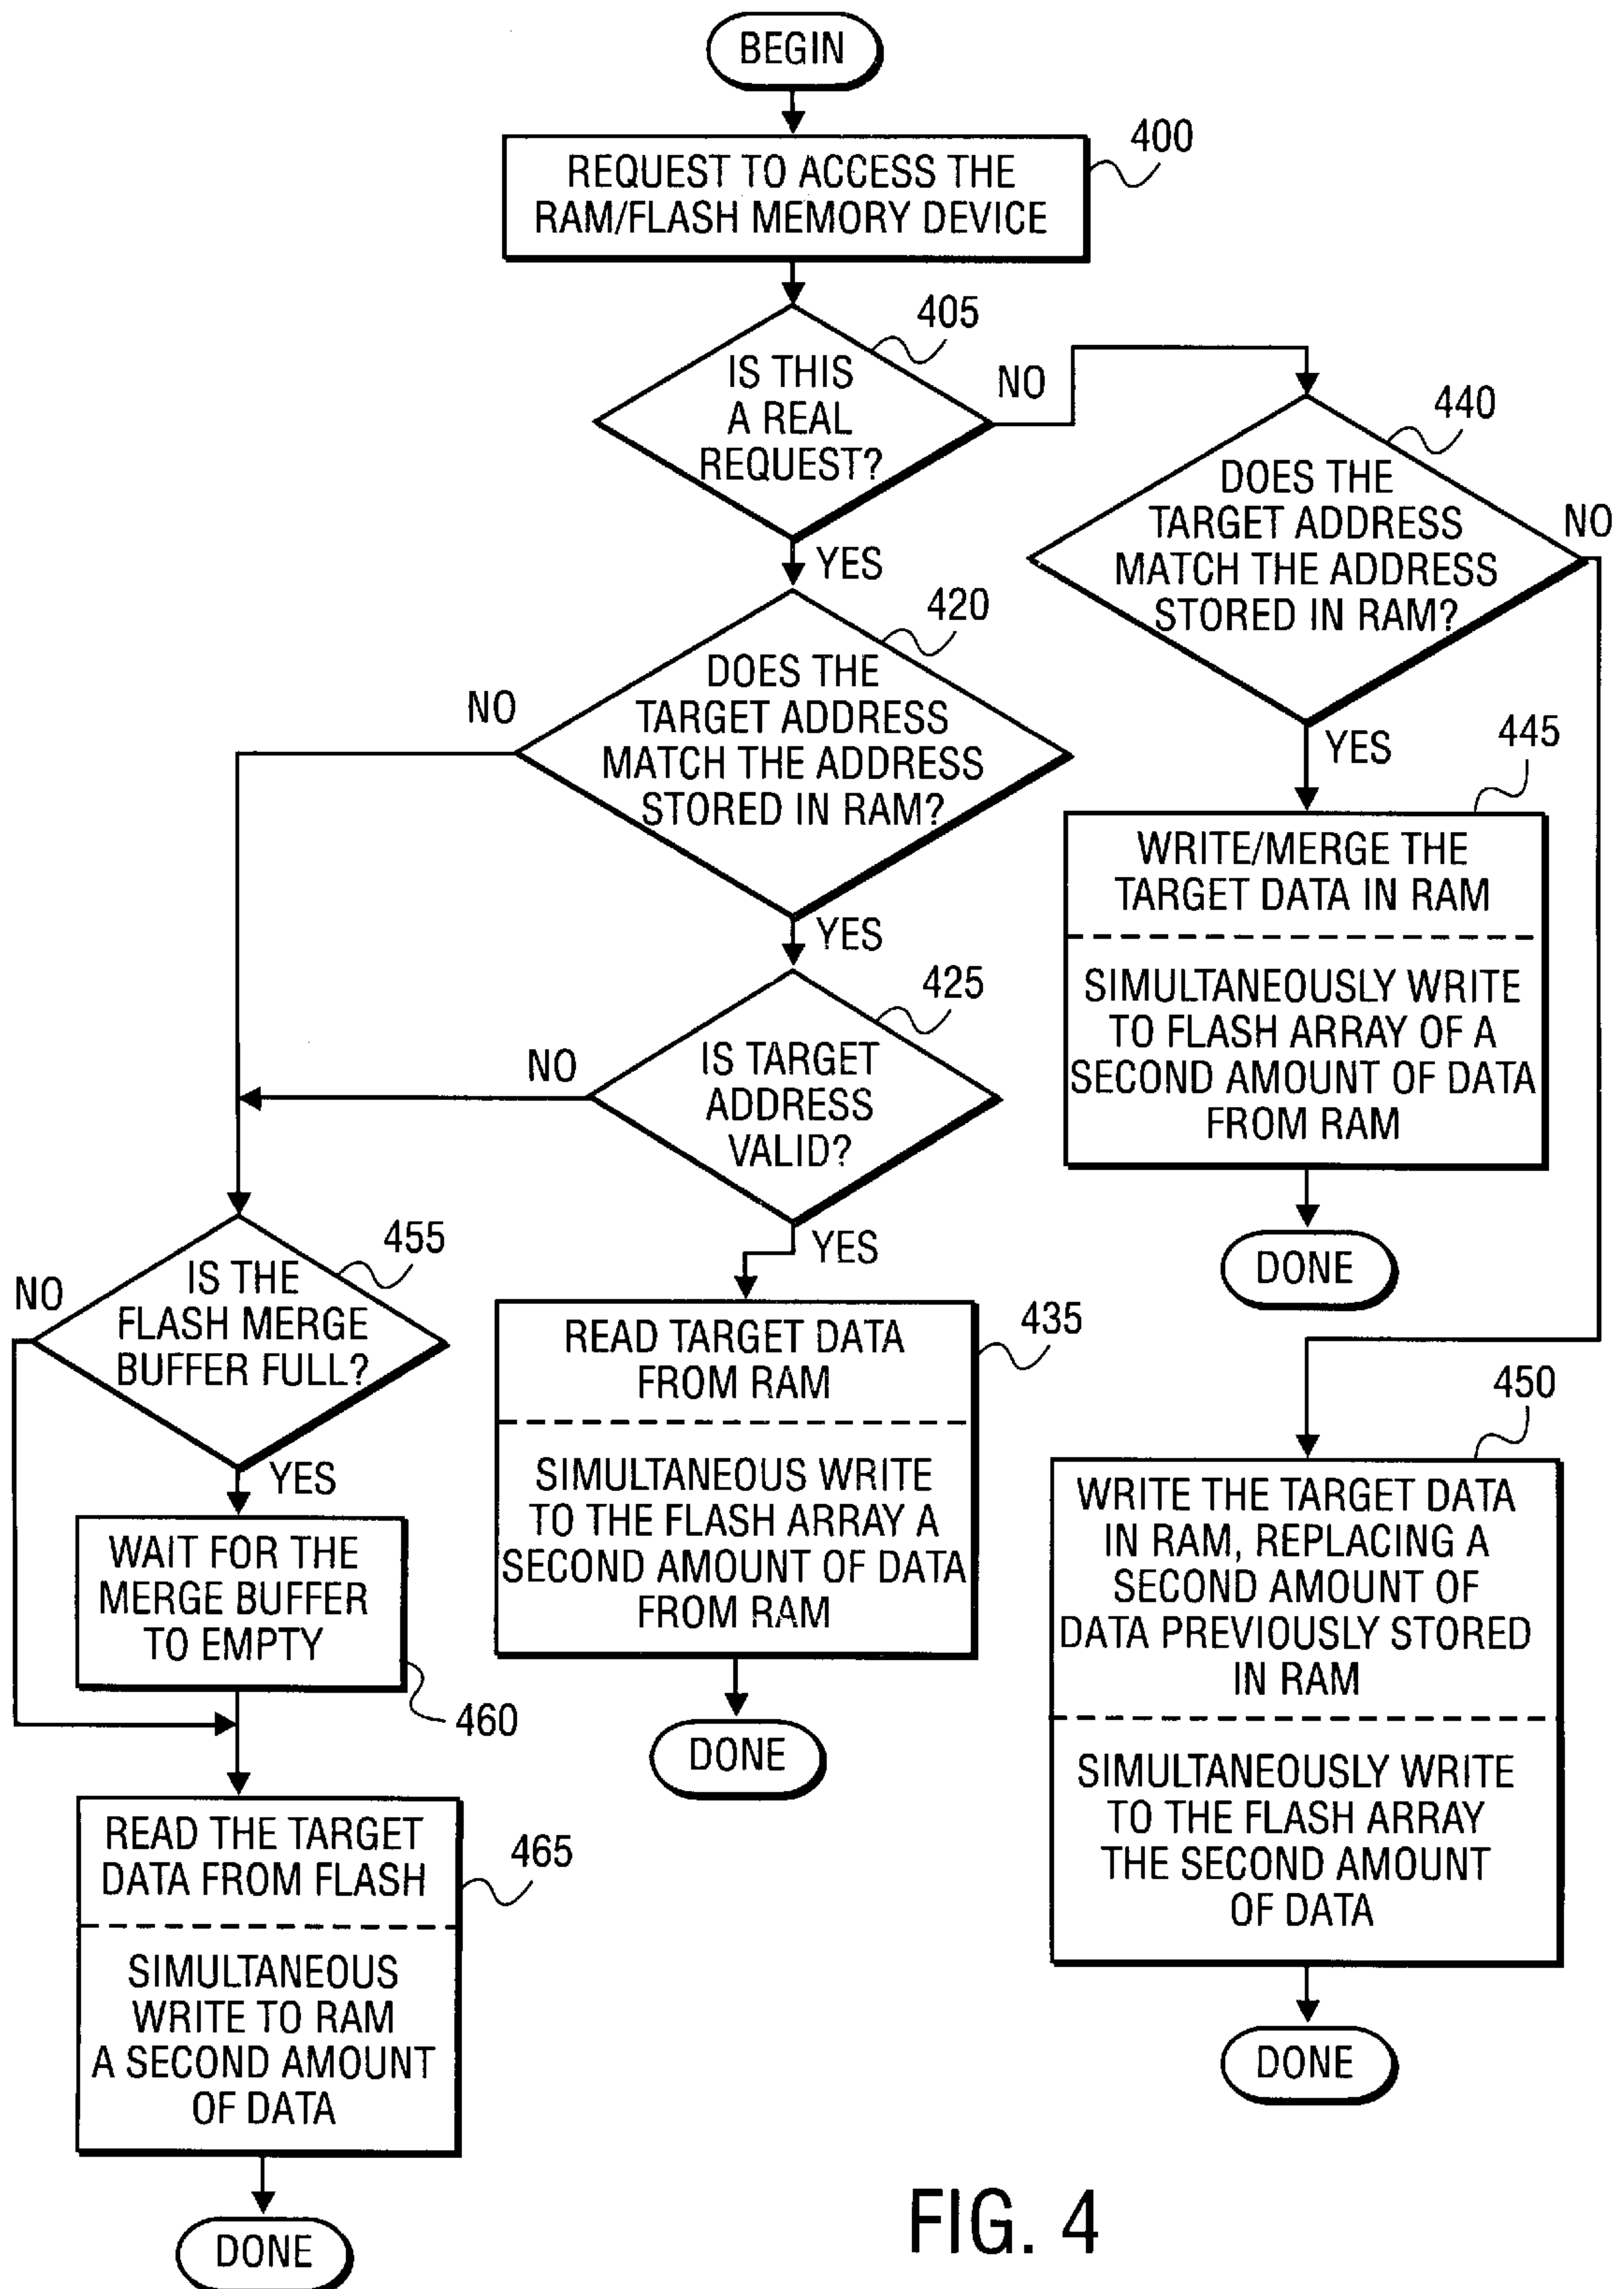 BEGIN
REQUEST TO ACCESS THE
RAM/FLASH MEMORY DEVICE
400
IS THIS
A REAL
REQUEST?
405
NO
YES
DOES THE
TARGET ADDRESS
MATCH THE ADDRESS
STORED IN RAM?
440
NO
YES
DOES THE
TARGET ADDRESS
MATCH THE ADDRESS
STORED IN RAM?
420
NO
YES
WRITE/MERGE THE
TARGET DATA IN RAM
SIMULTANEOUSLY WRITE
TO FLASH ARRAY OF A
SECOND AMOUNT OF DATA
FROM RAM
445
DONE
IS TARGET
ADDRESS
VALID?
425
NO
YES
IS THE
FLASH MERGE
BUFFER FULL?
455
NO
YES
READ TARGET DATA
FROM RAM
SIMULTANEOUS WRITE
TO THE FLASH ARRAY A
SECOND AMOUNT OF DATA
FROM RAM
435
DONE
WRITE THE TARGET DATA
IN RAM, REPLACING A
SECOND AMOUNT OF
DATA PREVIOUSLY STORED
IN RAM
SIMULTANEOUSLY WRITE
TO THE FLASH ARRAY
THE SECOND AMOUNT
OF DATA
450
DONE
WAIT FOR THE
MERGE BUFFER
TO EMPTY
460
READ THE TARGET
DATA FROM FLASH
SIMULTANEOUS
WRITE TO RAM
A SECOND AMOUNT
OF DATA
465
DONE
FIG. 4